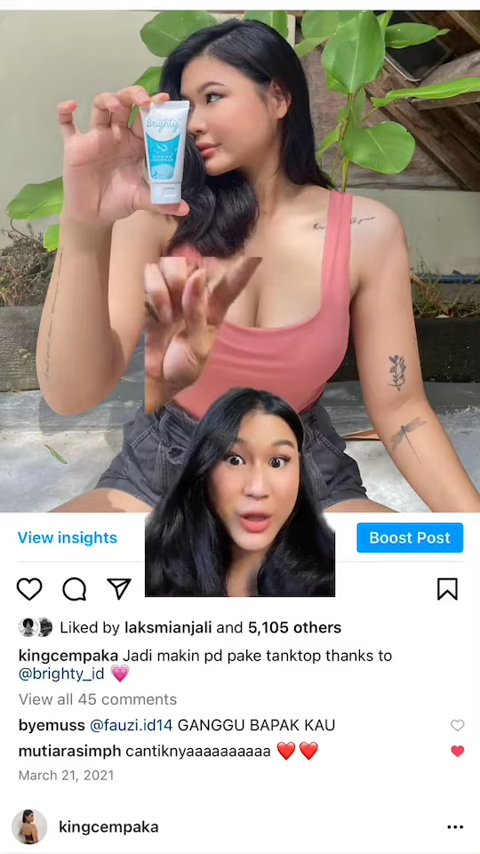 Brighty
View insights
Boost Post
Liked by laksmianjali and 5,105 others
kingcempaka Jadi makin pd pake tanktop thanks to
@brighty_id 💗
View all 45 comments
byemuss @fauzi.id14 GANGGU BAPAK KAU
mutiarasimph cantiknyaaaaaaaaaa ❤️❤️
March 21, 2021
kingcempaka